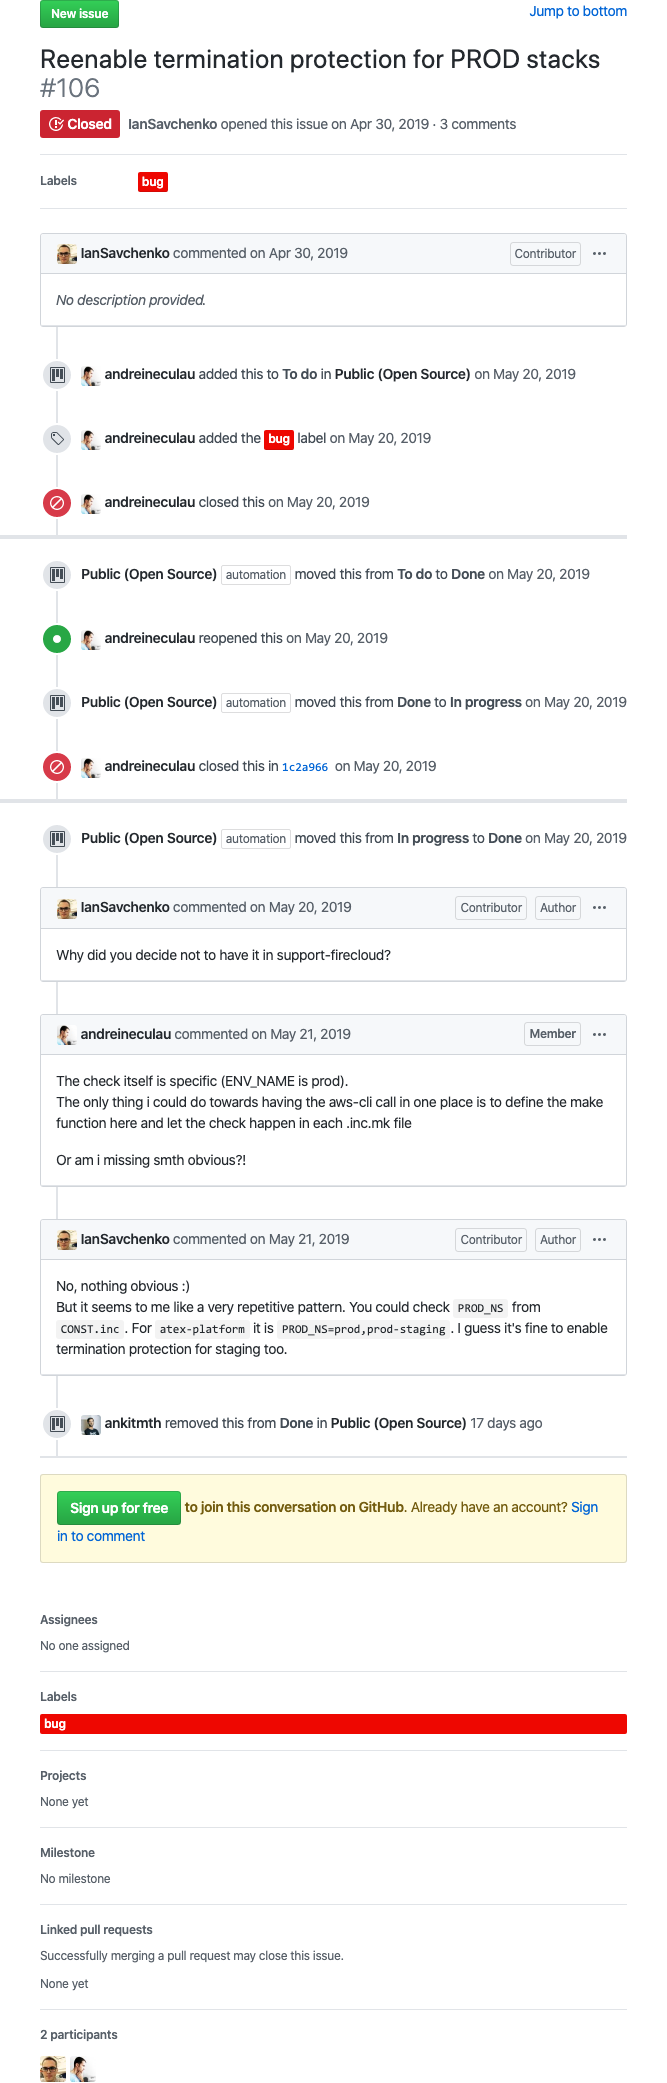 New issue
Jump to bottom
Reenable termination protection for PROD stacks
#106
Closed IanSavchenko opened this issue on Apr 30, 2019 · 3 comments
Labels bug
IanSavchenko commented on Apr 30, 2019 Contributor ···
No description provided.
andreineculau added this to To do in Public (Open Source) on May 20, 2019
andreineculau added the bug label on May 20, 2019
andreineculau closed this on May 20, 2019
Public (Open Source) automation moved this from To do to Done on May 20, 2019
andreineculau reopened this on May 20, 2019
Public (Open Source) automation moved this from Done to In progress on May 20, 2019
andreineculau closed this in 1c2a966 on May 20, 2019
Public (Open Source) automation moved this from In progress to Done on May 20, 2019
IanSavchenko commented on May 20, 2019 Contributor Author ···
Why did you decide not to have it in support-firecloud?
andreineculau commented on May 21, 2019 Member ···
The check itself is specific (ENV_NAME is prod).
The only thing i could do towards having the aws-cli call in one place is to define the make
function here and let the check happen in each .inc.mk file
Or am i missing smth obvious?!
IanSavchenko commented on May 21, 2019 Contributor Author ···
No, nothing obvious :)
But it seems to me like a very repetitive pattern. You could check PROD_NS from
CONST.inc. For atex-platform it is PROD_NS=prod,prod-staging. I guess it's fine to enable
termination protection for staging too.
ankitmth removed this from Done in Public (Open Source) 17 days ago
Sign up for free to join this conversation on GitHub. Already have an account? Sign
in to comment
Assignees
No one assigned
Labels
bug
Projects
None yet
Milestone
No milestone
Linked pull requests
Successfully merging a pull request may close this issue.
None yet
2 participants